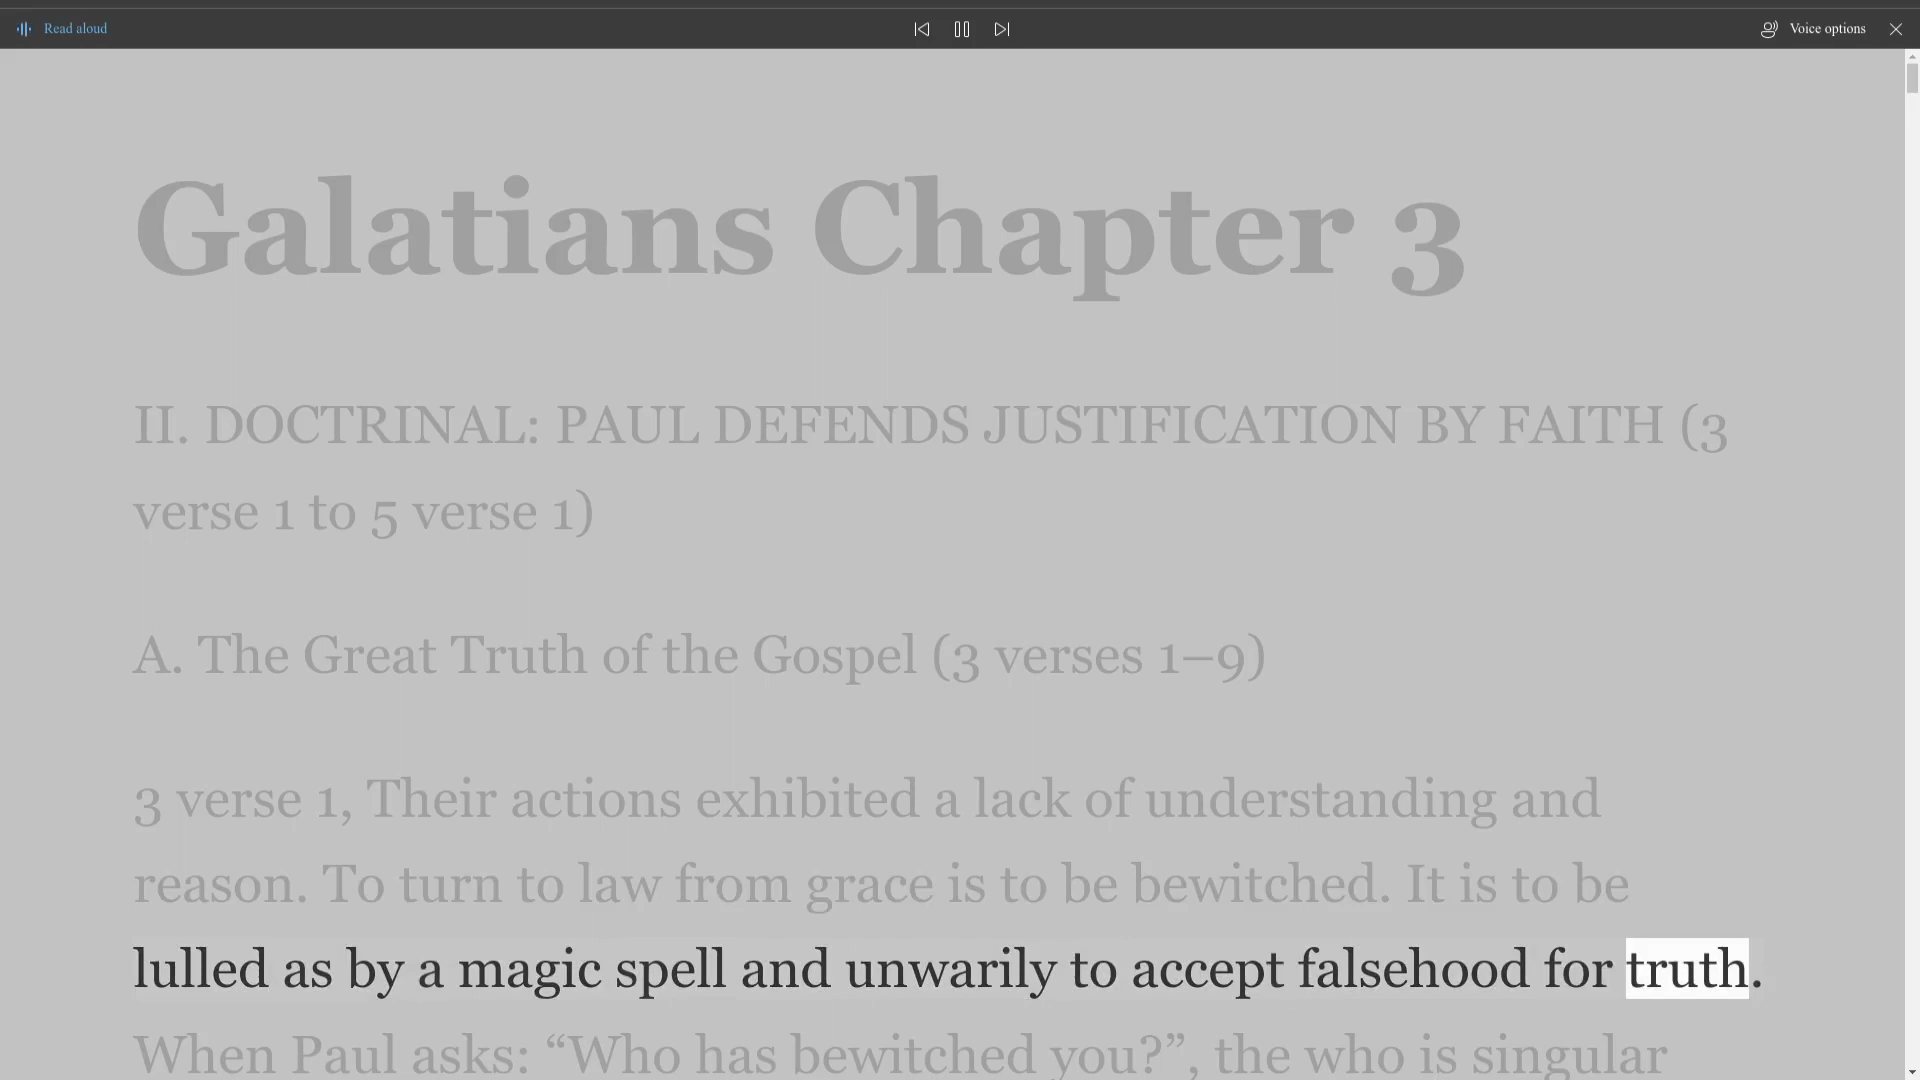 Read aloud
Voice options
Galatians Chapter 3
II. DOCTRINAL: PAUL DEFENDS JUSTIFICATION BY FAITH (3
verse 1 to 5 verse 1)
A. The Great Truth of the Gospel (3 verses 1–9)
3 verse 1, Their actions exhibited a lack of understanding and
reason. To turn to law from grace is to be bewitched. It is to be
lulled as by a magic spell and unwarily to accept falsehood for truth.
When Paul asks: “Who has bewitched you?”, the who is singular